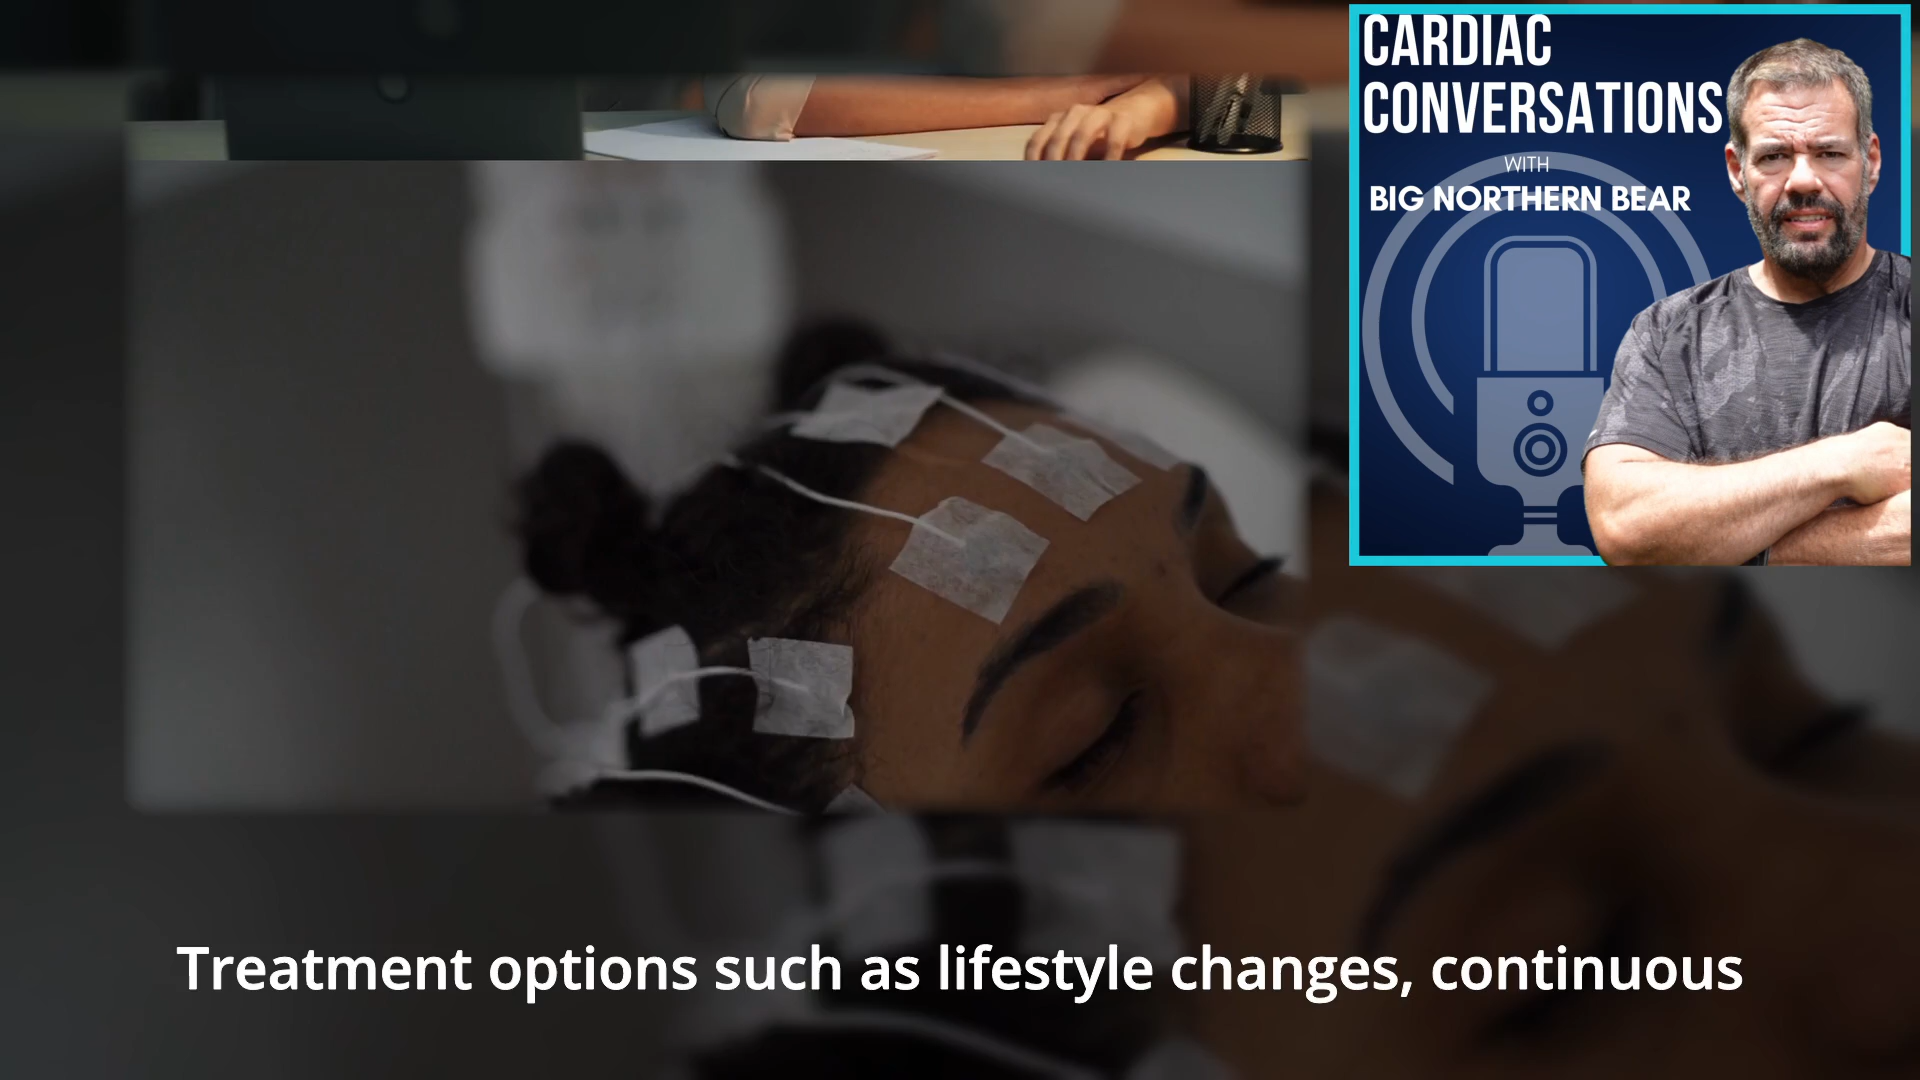 CARDIAC
CONVERSATIONS
WITH
BIG NORTHERN BEAR
Treatment options such as lifestyle changes, continuous